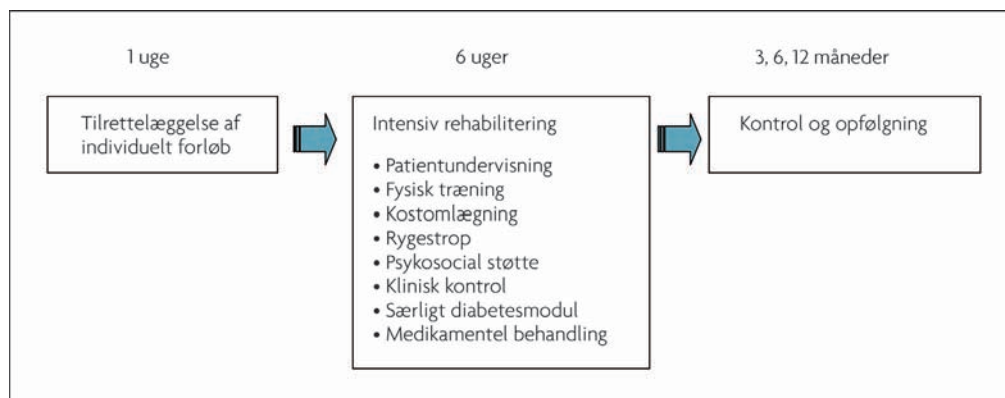 1 uge
Tilrettelæggelse af
individuelt forløb
6 uger
Intensiv rehabilitering
• Patientundervisning
• Fysisk træning
• Kostomlægning
• Rygestrop
• Psykosocial støtte
• Klinisk kontrol
• Særligt diabetesmodul
• Medikamentel behandling
3, 6, 12 måneder
Kontrol og opfølgning